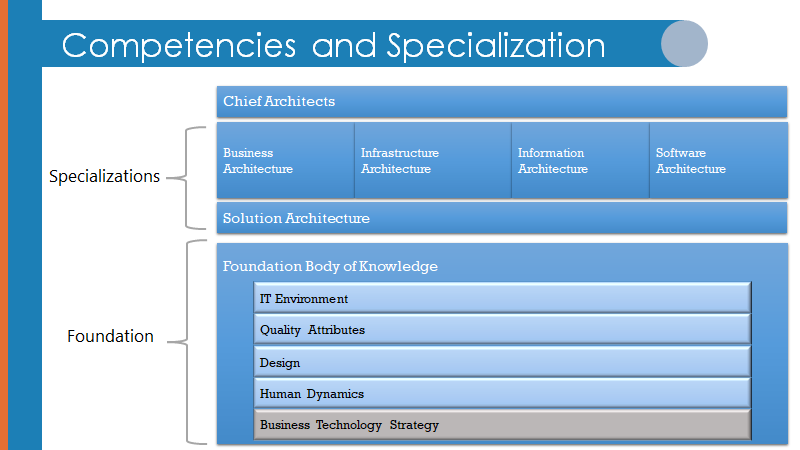 Competencies and Specialization
Chief Architects
Specializations
Business
Architecture
Infrastructure
Architecture
Information
Architecture
Software
Architecture
Solution Architecture
Foundation
Foundation Body of Knowledge
IT Environment
Quality Attributes
Design
Human Dynamics
Business Technology Strategy